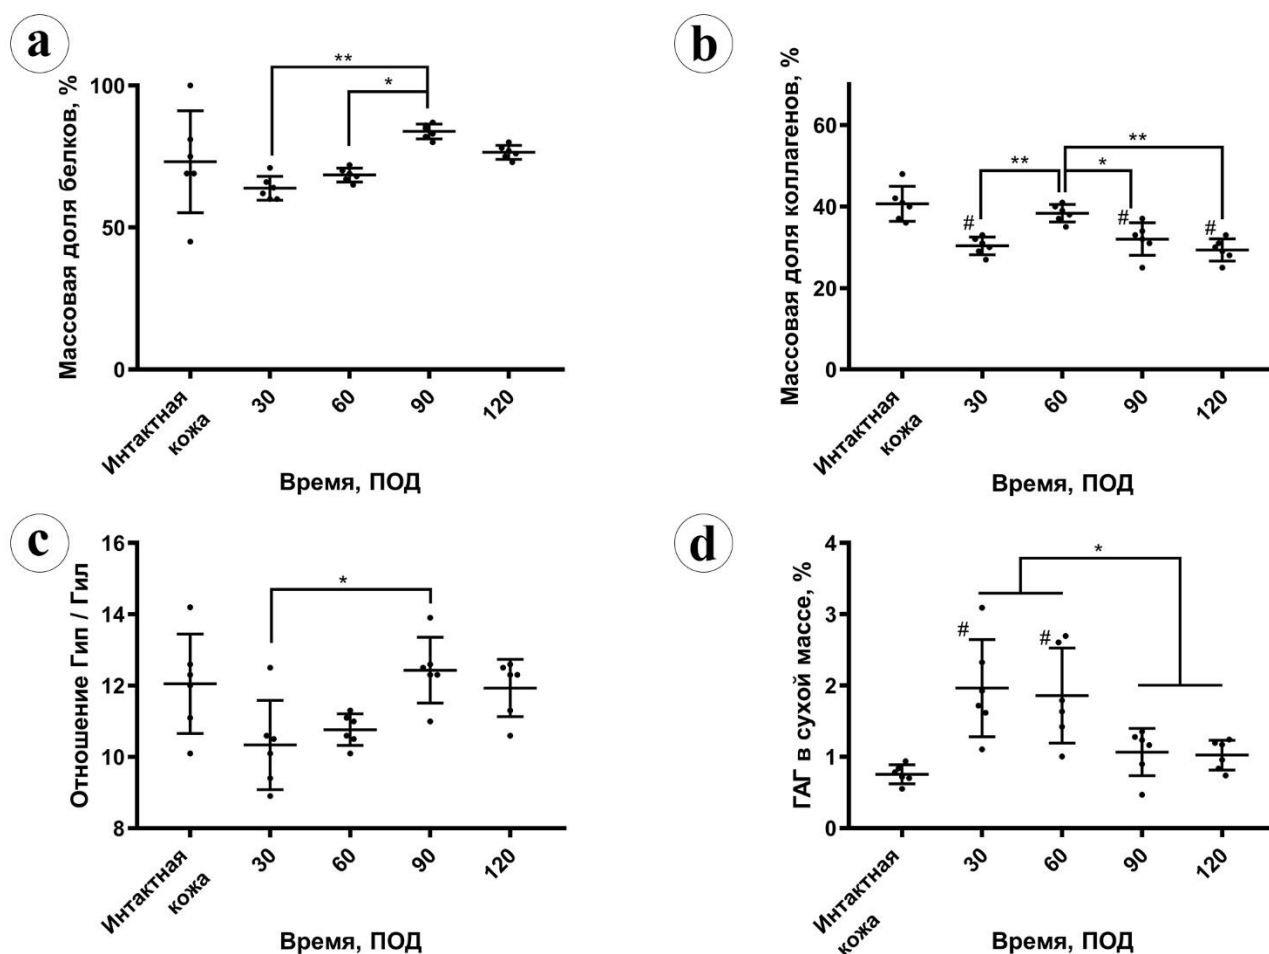 a
Массовая доля белков, %
100
50
0
**
*
Интактная
кожа
30
60
90
120
Время, ПОД
b
Массовая доля коллагенов, %
60
40
20
0
**
*
**
#
#
#
Интактная
кожа
30
60
90
120
Время, ПОД
c
Отношение Гип / Гил
16
14
12
10
8
*
Интактная
кожа
30
60
90
120
Время, ПОД
d
ГАГ в сухой массе, %
4
3
2
1
0
*
#
#
Интактная
кожа
30
60
90
120
Время, ПОД